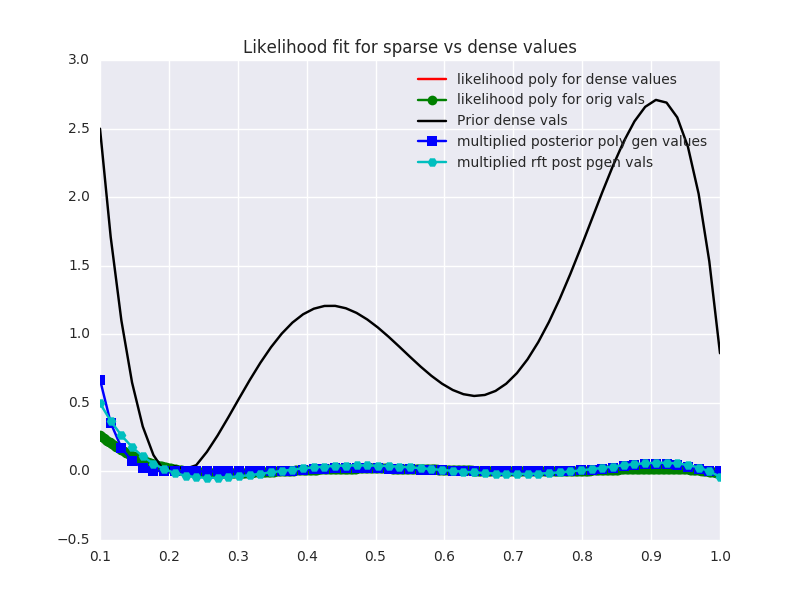 Likelihood fit for sparse vs dense values
likelihood poly for dense values
likelihood poly for orig vals
Prior dense vals
multiplied posterior poly gen values
multiplied rft post pgen vals
3.0
2.5
2.0
1.5
1.0
0.5
0.0
−0.5
0.1 0.2 0.3 0.4 0.5 0.6 0.7 0.8 0.9 1.0